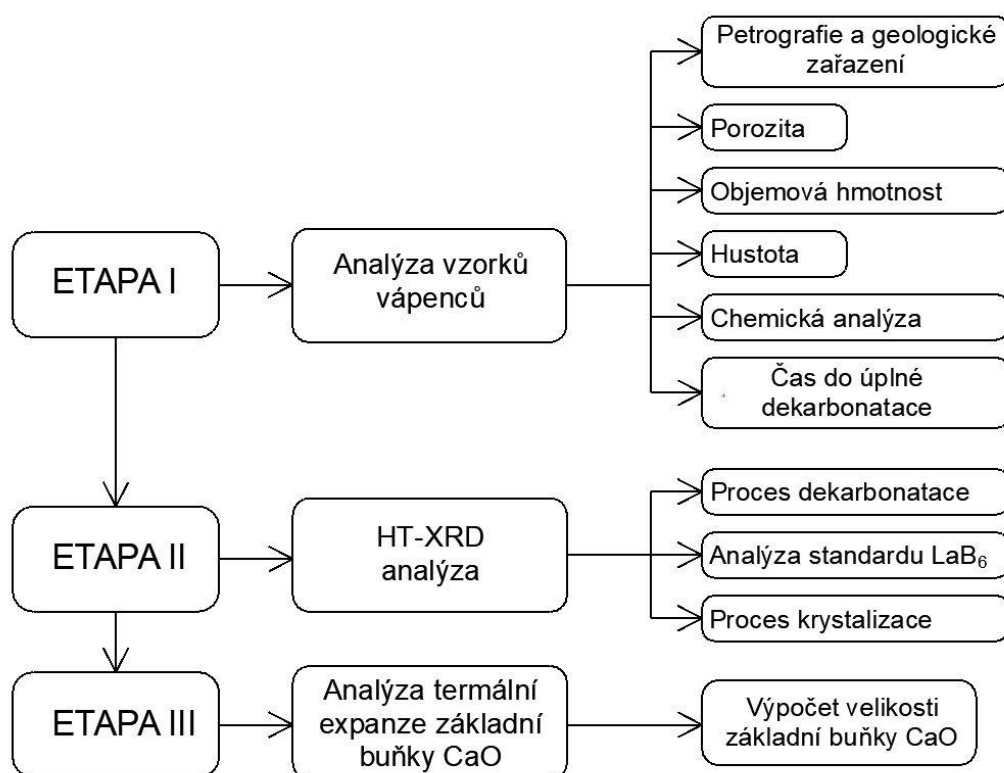 ETAPA I
Analýza vzorků
vápenců
Petrografie a geologické
zařazení
Porozita
Objemová hmotnost
Hustota
Chemická analýza
Čas do úplné
dekarbonatace
ETAPA II
HT-XRD
analýza
Proces dekarbonatace
Analýza standardu LaB₆
Proces krystalizace
ETAPA III
Analýza termální
expanze základní
buňky CaO
Výpočet velikosti
základní buňky CaO